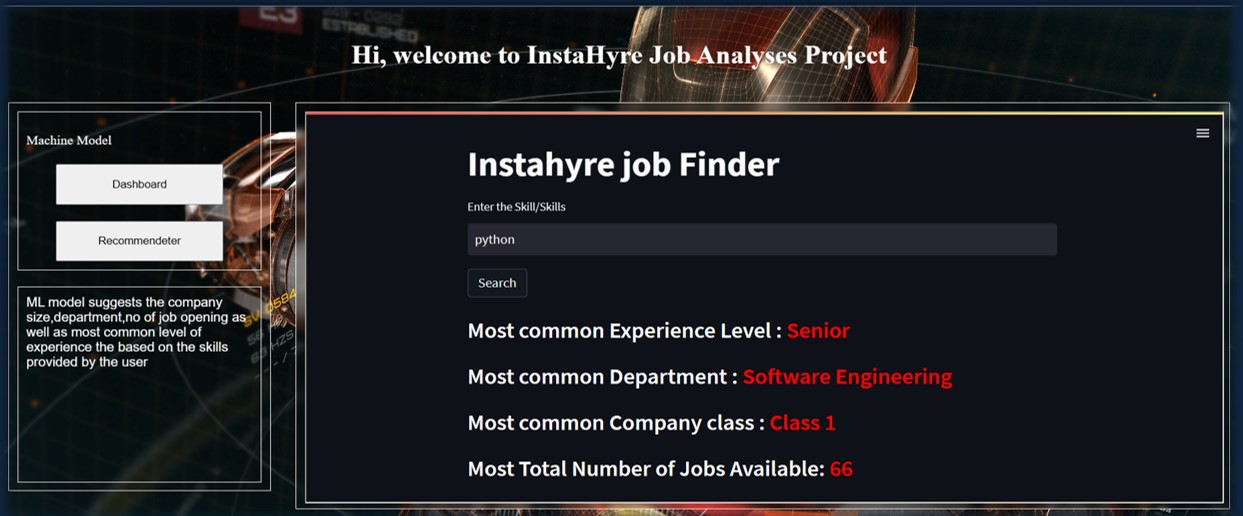 E3
ESTABLISHED
Hi, welcome to InstaHyre Job Analyses Project
Machine Model
Dashboard
Recommendeter
ML model suggests the company
size,department,no of job opening as
well as most common level of
experience the based on the skills
provided by the user
Instahyre job Finder
Enter the Skill/Skills
python
Search
Most common Experience Level : Senior
Most common Department : Software Engineering
Most common Company class : Class 1
Most Total Number of Jobs Available: 66